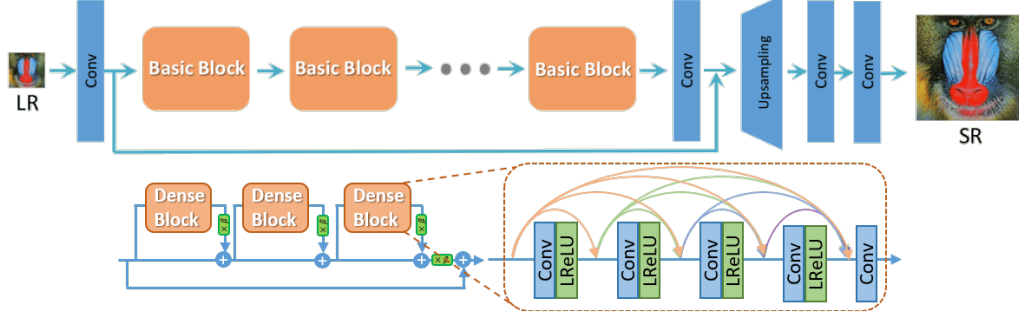 LR
Conv
Basic Block
Basic Block
Basic Block
Conv
Upsampling
Conv
Conv
SR
Dense
Block
× β
Dense
Block
× β
Dense
Block
× β
+
+
+
× β
+
Conv
LReLU
Conv
LReLU
Conv
LReLU
Conv
LReLU
Conv